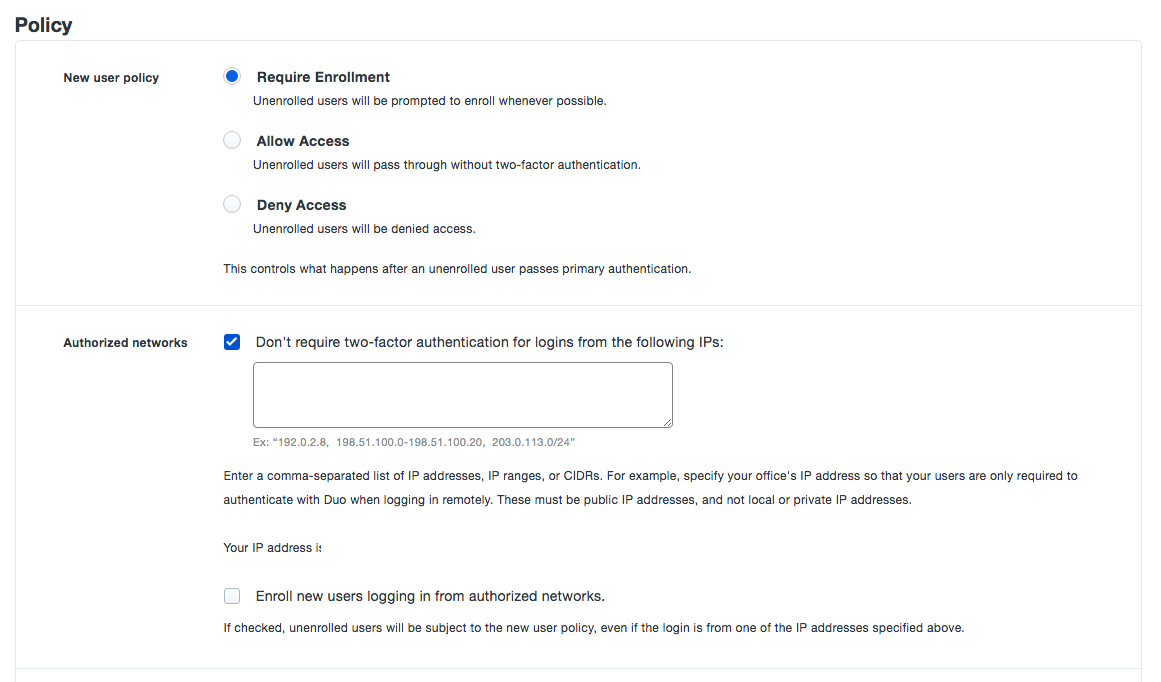 Policy
New user policy
Require Enrollment
Unenrolled users will be prompted to enroll whenever possible.
Allow Access
Unenrolled users will pass through without two-factor authentication.
Deny Access
Unenrolled users will be denied access.
This controls what happens after an unenrolled user passes primary authentication.
Authorized networks
Don't require two-factor authentication for logins from the following IPs:
Ex: “192.0.2.8, 198.51.100.0-198.51.100.20, 203.0.113.0/24”
Enter a comma-separated list of IP addresses, IP ranges, or CIDRs. For example, specify your office's IP address so that your users are only required to
authenticate with Duo when logging in remotely. These must be public IP addresses, and not local or private IP addresses.
Your IP address is
Enroll new users logging in from authorized networks.
If checked, unenrolled users will be subject to the new user policy, even if the login is from one of the IP addresses specified above.